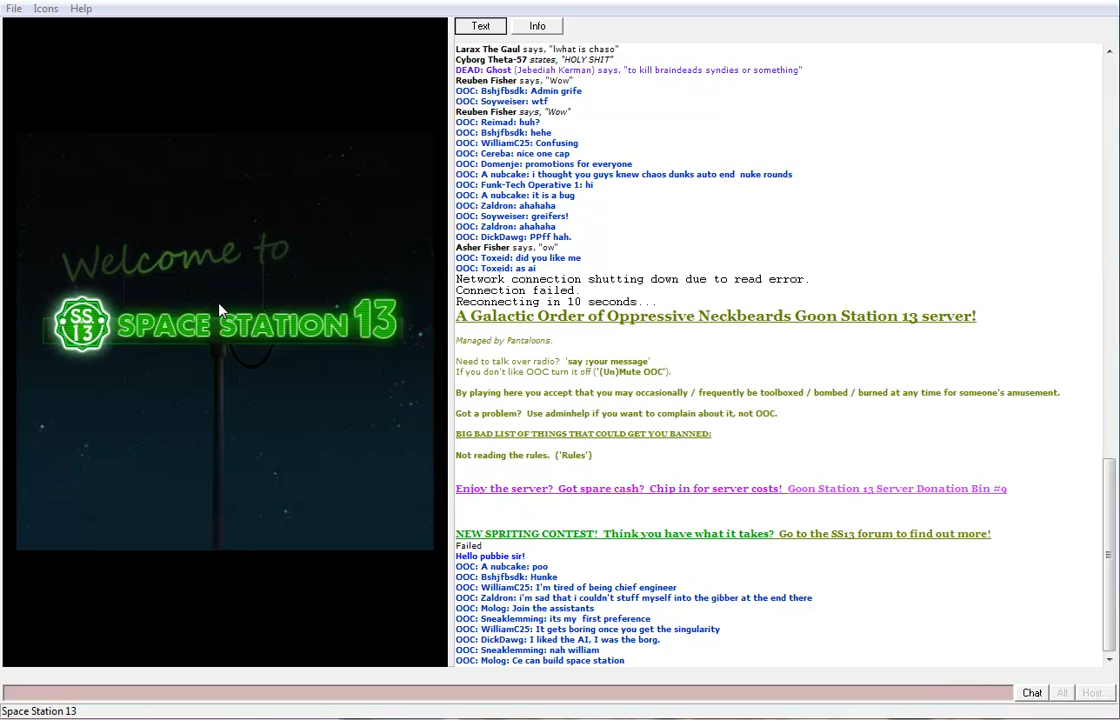 File Icons Help
Text Info
Welcome to
S.S. 13 SPACE STATION 13
Larax The Gaul says, "lwhat is chaso"
Cyborg Theta-57 states, "HOLY SHIT"
DEAD: Ghost (Jebediah Kerman) says, "to kill braindeads syndies or something"
Reuben Fisher says, "Wow"
OOC: Bshjfbsdk: Admin grife
OOC: Soyweiser: wtf
Reuben Fisher says, "Wow"
OOC: Reimad: huh?
OOC: Bshjfbsdk: hehe
OOC: WilliamC25: Confusing
OOC: Cereba: nice one cap
OOC: Domenje: promotions for everyone
OOC: A nubcake: i thought you guys knew chaos dunks auto end  nuke rounds
OOC: Funk-Tech Operative 1: hi
OOC: A nubcake: it is a bug
OOC: Zaldron: ahahaha
OOC: Soyweiser: greifers!
OOC: Zaldron: ahahaha
OOC: DickDawg: PPff hah.
Asher Fisher says, "ow"
OOC: Toxeid: did you like me
OOC: Toxeid: as ai
Network connection shutting down due to read error.
Connection failed.
Reconnecting in 10 seconds...
A Galactic Order of Oppressive Neckbeards Goon Station 13 server!
Managed by Pantaloons.
Need to talk over radio?  'say ;your message'
If you don't like OOC turn it off ('(Un)Mute OOC').
By playing here you accept that you may occasionally / frequently be toolboxed / bombed / burned at any time for someone's amusement.
Got a problem?  Use adminhelp if you want to complain about it, not OOC.
BIG BAD LIST OF THINGS THAT COULD GET YOU BANNED:
Not reading the rules.  ('Rules')
Enjoy the server?  Got spare cash?  Chip in for server costs!  Goon Station 13 Server Donation Bin #9
NEW SPRITING CONTEST!  Think you have what it takes?  Go to the SS13 forum to find out more!
Failed
Hello pubbie sir!
OOC: A nubcake: poo
OOC: Bshjfbsdk: Hunke
OOC: WilliamC25: I'm tired of being chief engineer
OOC: Zaldron: i'm sad that i couldn't stuff myself into the gibber at the end there
OOC: Molog: Join the assistants
OOC: Sneaklemming: its my  first preference
OOC: WilliamC25: It gets boring once you get the singularity
OOC: DickDawg: I liked the AI, I was the borg.
OOC: Sneaklemming: nah william
OOC: Molog: Ce can build space station
Chat Alt Host...
Space Station 13